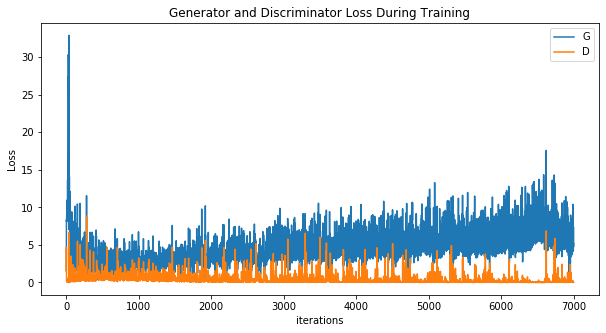 Generator and Discriminator Loss During Training
G
D
Loss
30
25
20
15
10
5
0
0 1000 2000 3000 4000 5000 6000 7000
iterations